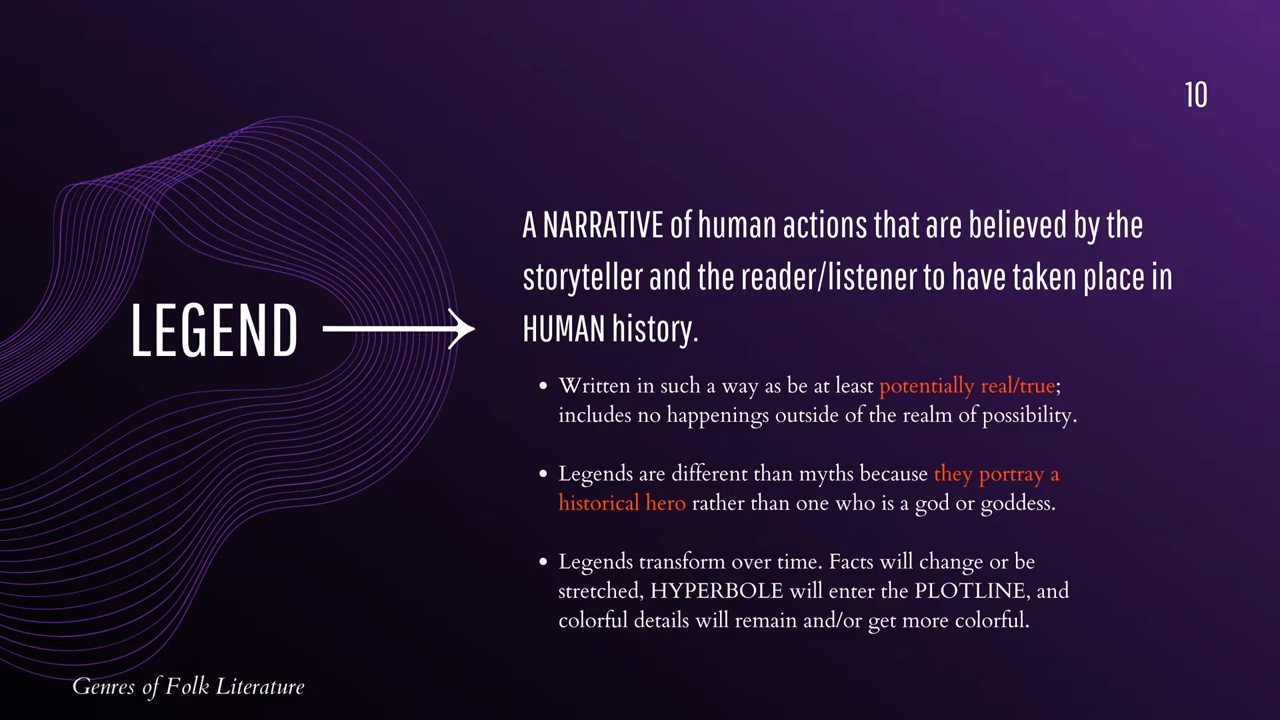 10
LEGEND
A NARRATIVE of human actions that are believed by the
storyteller and the reader/listener to have taken place in
HUMAN history.
• Written in such a way as be at least potentially real/true;
includes no happenings outside of the realm of possibility.
• Legends are different than myths because they portray a
historical hero rather than one who is a god or goddess.
• Legends transform over time. Facts will change or be
stretched, HYPERBOLE will enter the PLOTLINE, and
colorful details will remain and/or get more colorful.
Genres of Folk Literature